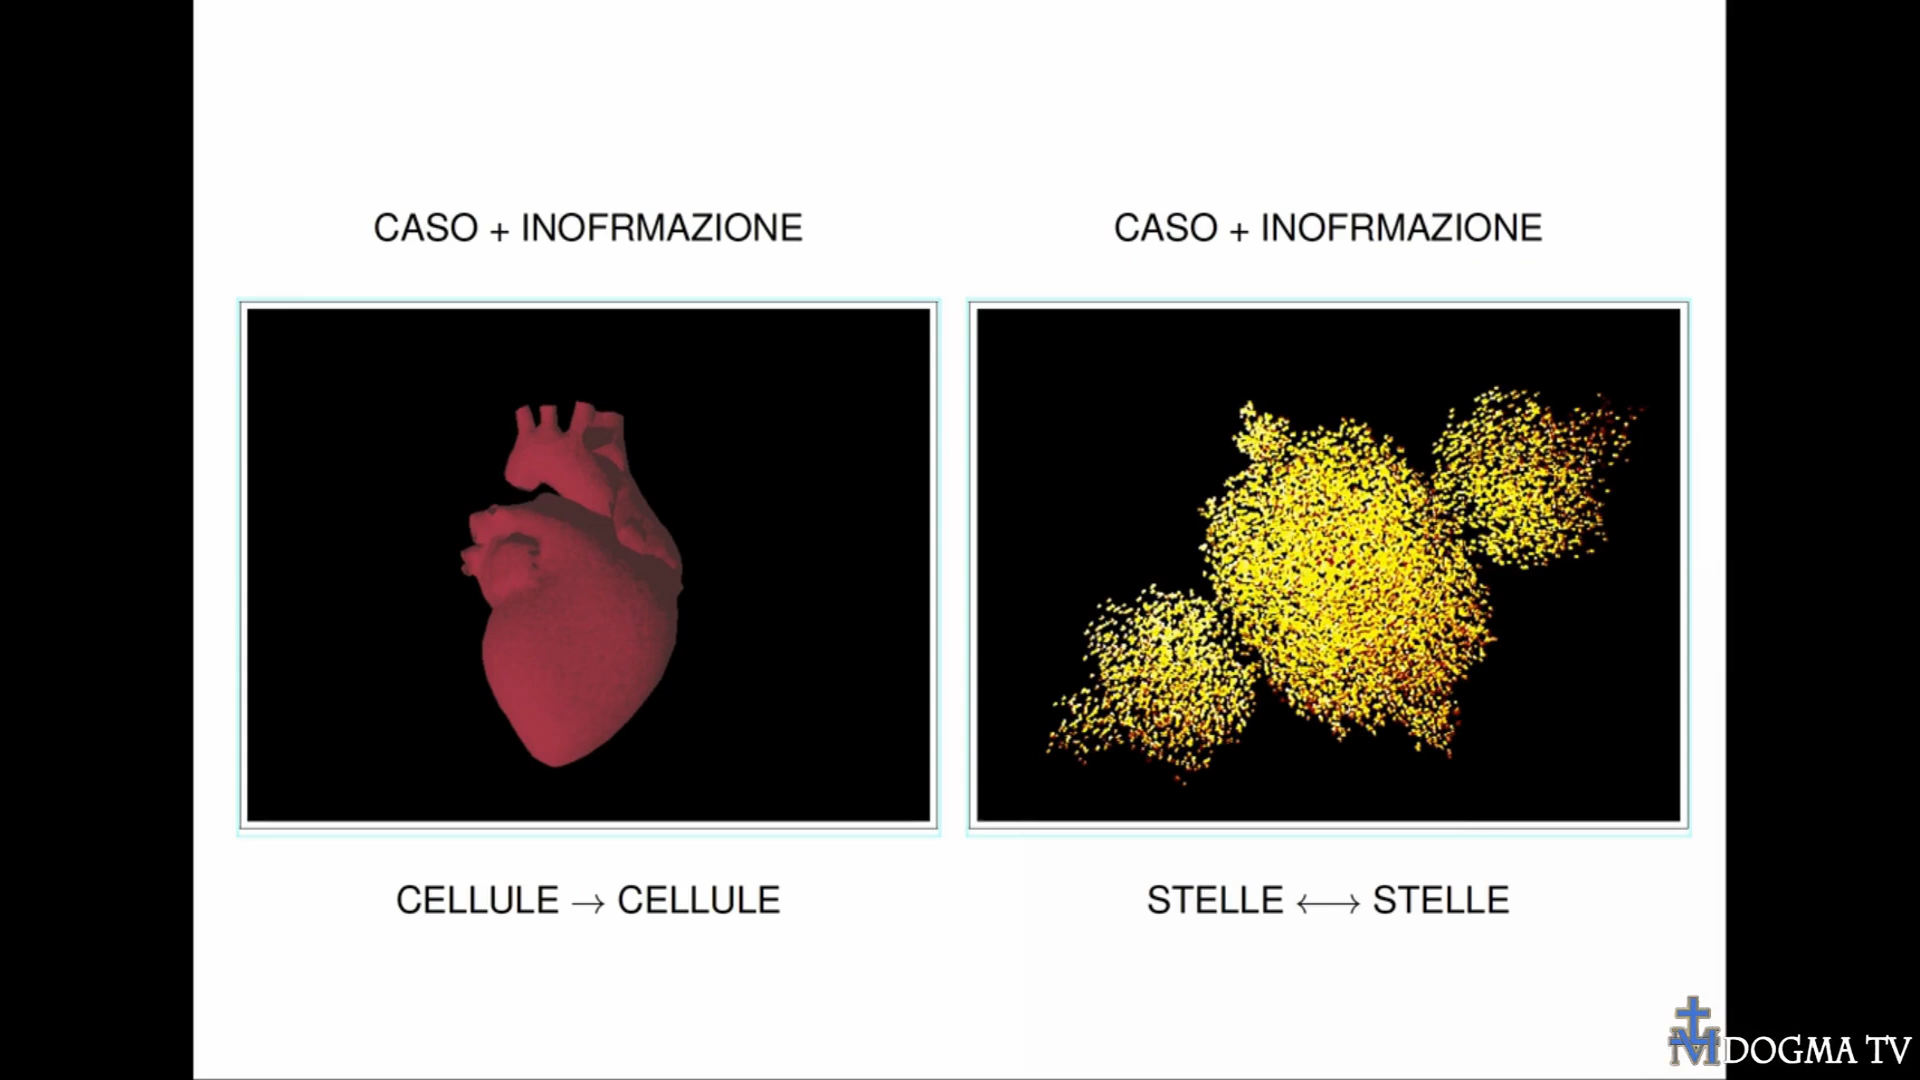 CASO + INOFRMAZIONE
CASO + INOFRMAZIONE
CELLULE → CELLULE
STELLE ⟷ STELLE
DOGMA TV